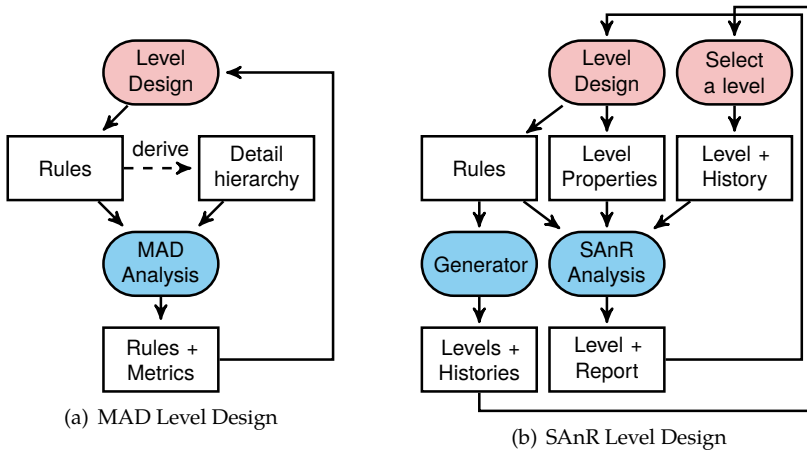 Level
Design
Rules
derive
Detail
hierarchy
MAD
Analysis
Rules +
Metrics
(a) MAD Level Design
Level
Design
Select
a level
Rules
Level
Properties
Level +
History
Generator
SAnR
Analysis
Levels +
Histories
Level +
Report
(b) SAnR Level Design